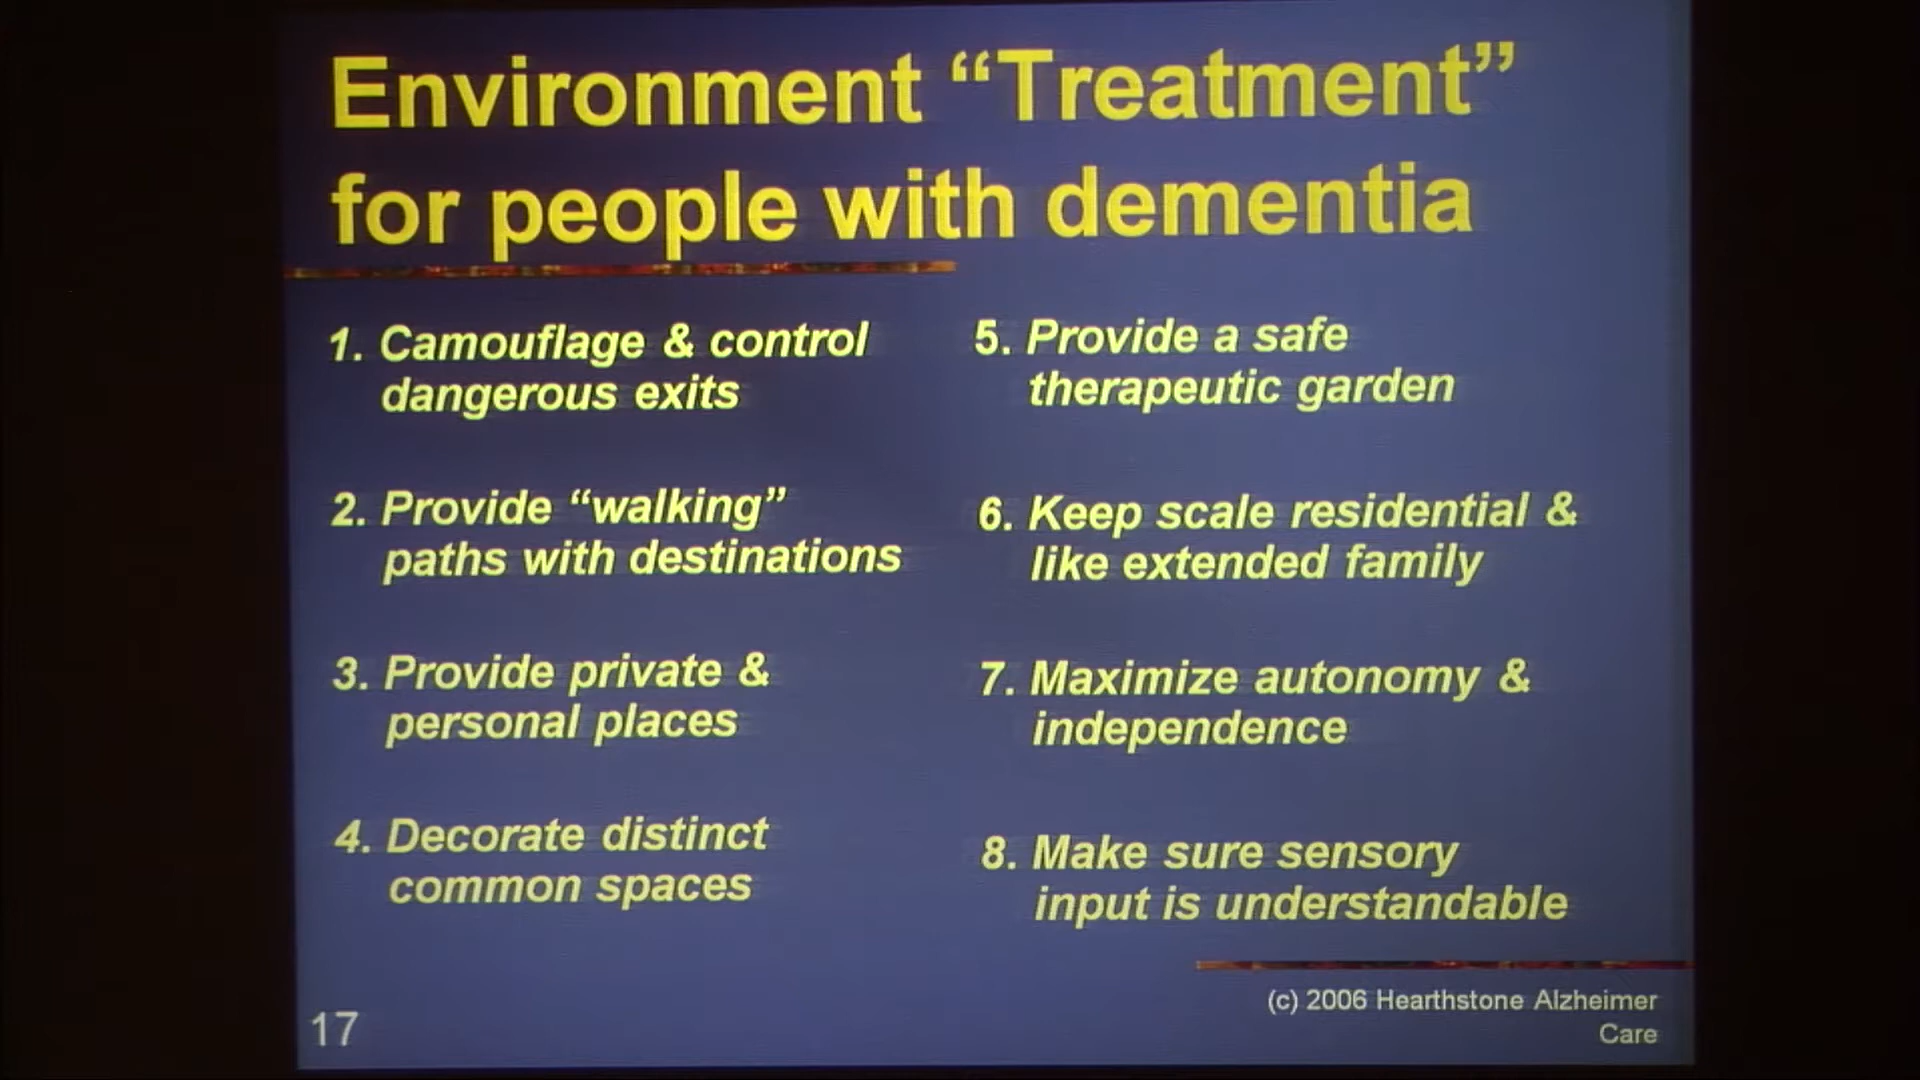 Environment “Treatment”
for people with dementia
1. Camouflage & control
dangerous exits
2. Provide “walking”
paths with destinations
3. Provide private &
personal places
4. Decorate distinct
common spaces
5. Provide a safe
therapeutic garden
6. Keep scale residential &
like extended family
7. Maximize autonomy &
independence
8. Make sure sensory
input is understandable
17
(c) 2006 Hearthstone Alzheimer
Care